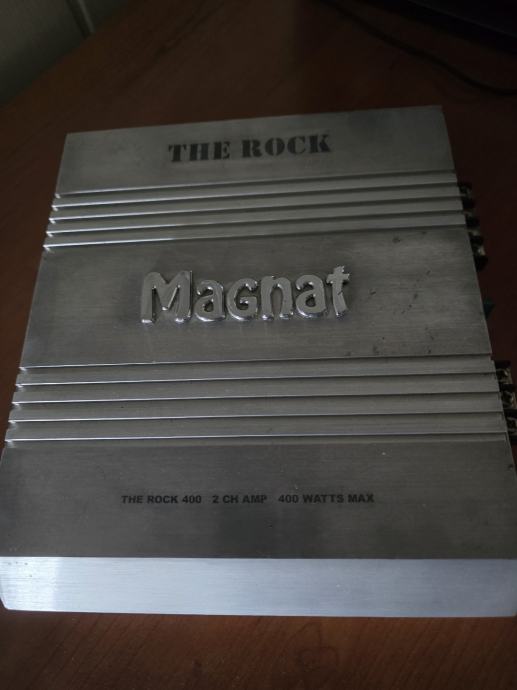 THE ROCK
Magnat
THE ROCK 400 2 CH AMP 400 WATTS MAX